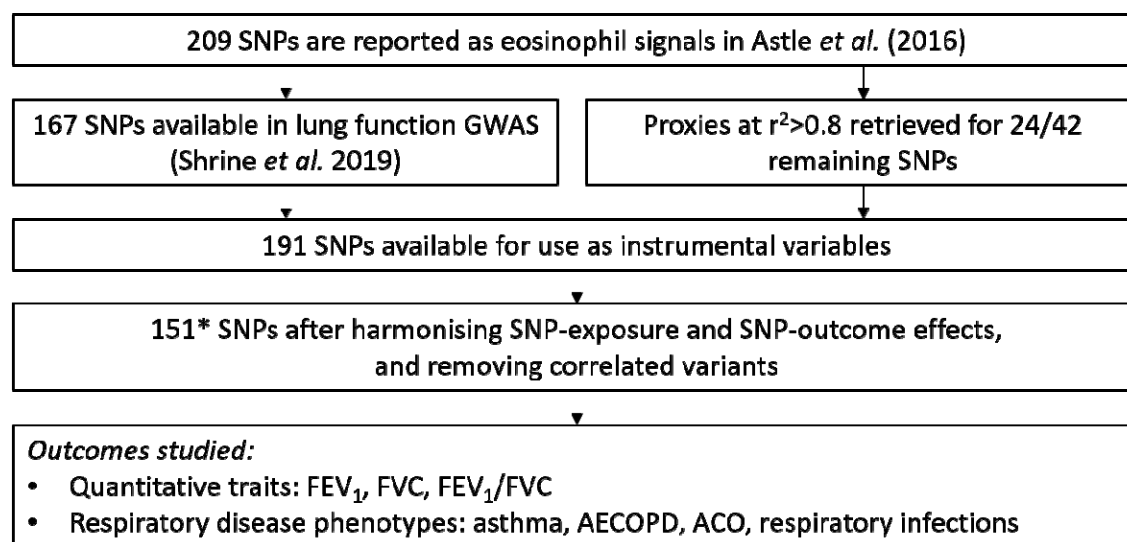 209 SNPs are reported as eosinophil signals in Astle et al. (2016)
167 SNPs available in lung function GWAS
(Shrine et al. 2019)
Proxies at r²>0.8 retrieved for 24/42
remaining SNPs
191 SNPs available for use as instrumental variables
151* SNPs after harmonising SNP-exposure and SNP-outcome effects,
and removing correlated variants
Outcomes studied:
• Quantitative traits: FEV₁, FVC, FEV₁/FVC
• Respiratory disease phenotypes: asthma, AECOPD, ACO, respiratory infections